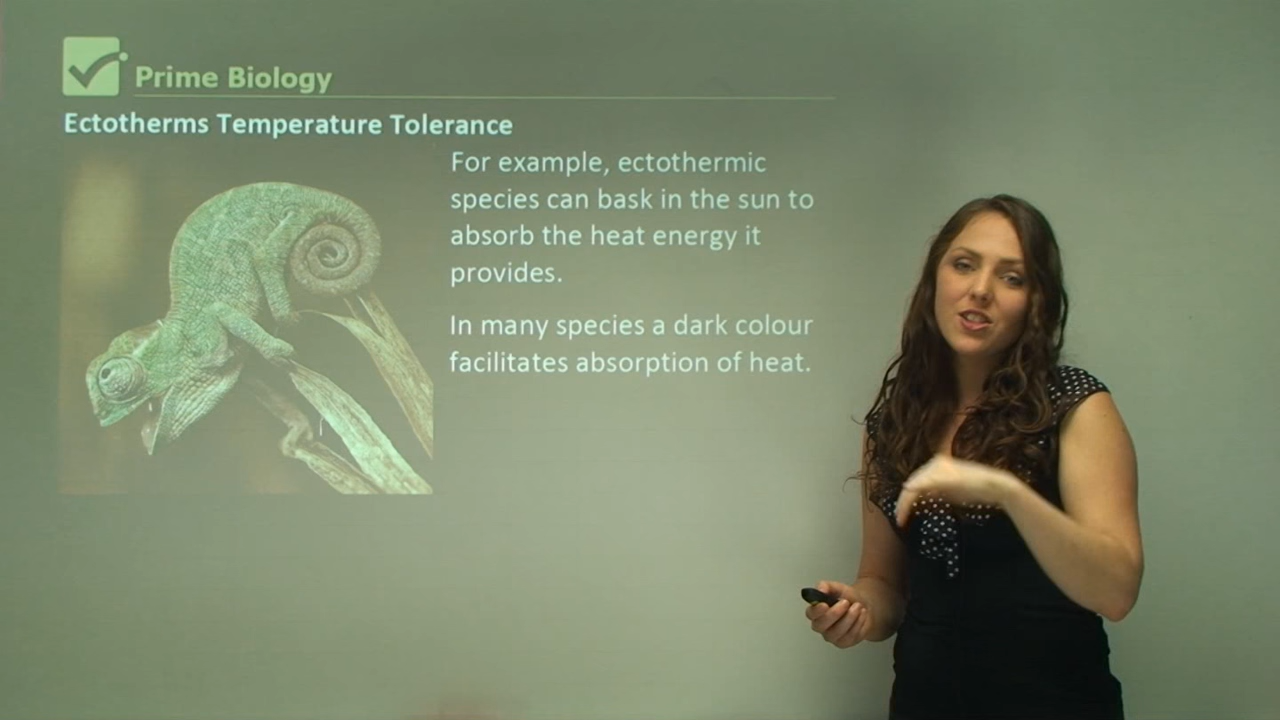 Prime Biology
Ectotherms Temperature Tolerance
For example, ectothermic
species can bask in the sun to
absorb the heat energy it
provides.
In many species a dark colour
facilitates absorption of heat.